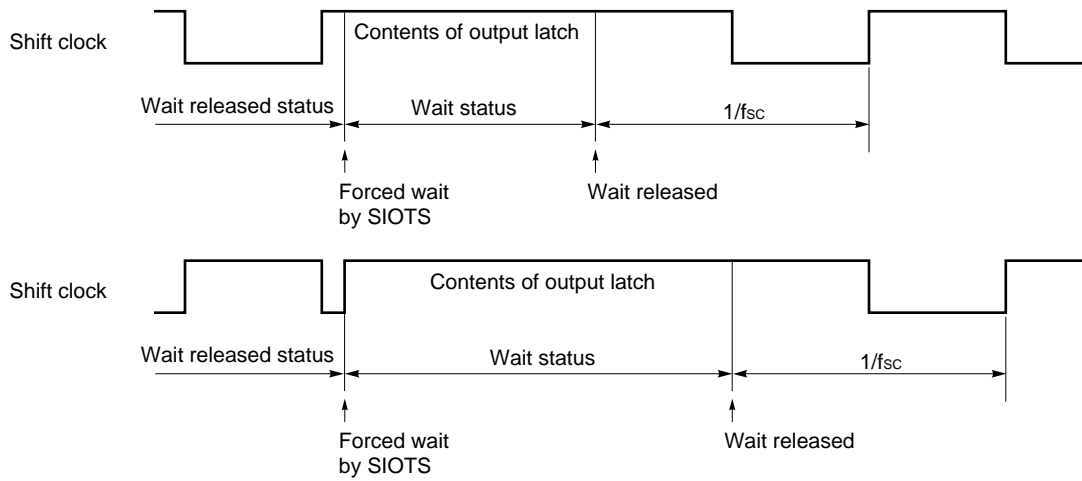 Shift clock
Contents of output latch
Wait released status
Wait status
1/fsc
Forced wait
by SIOTS
Wait released
Shift clock
Contents of output latch
Wait released status
Wait status
1/fsc
Forced wait
by SIOTS
Wait released